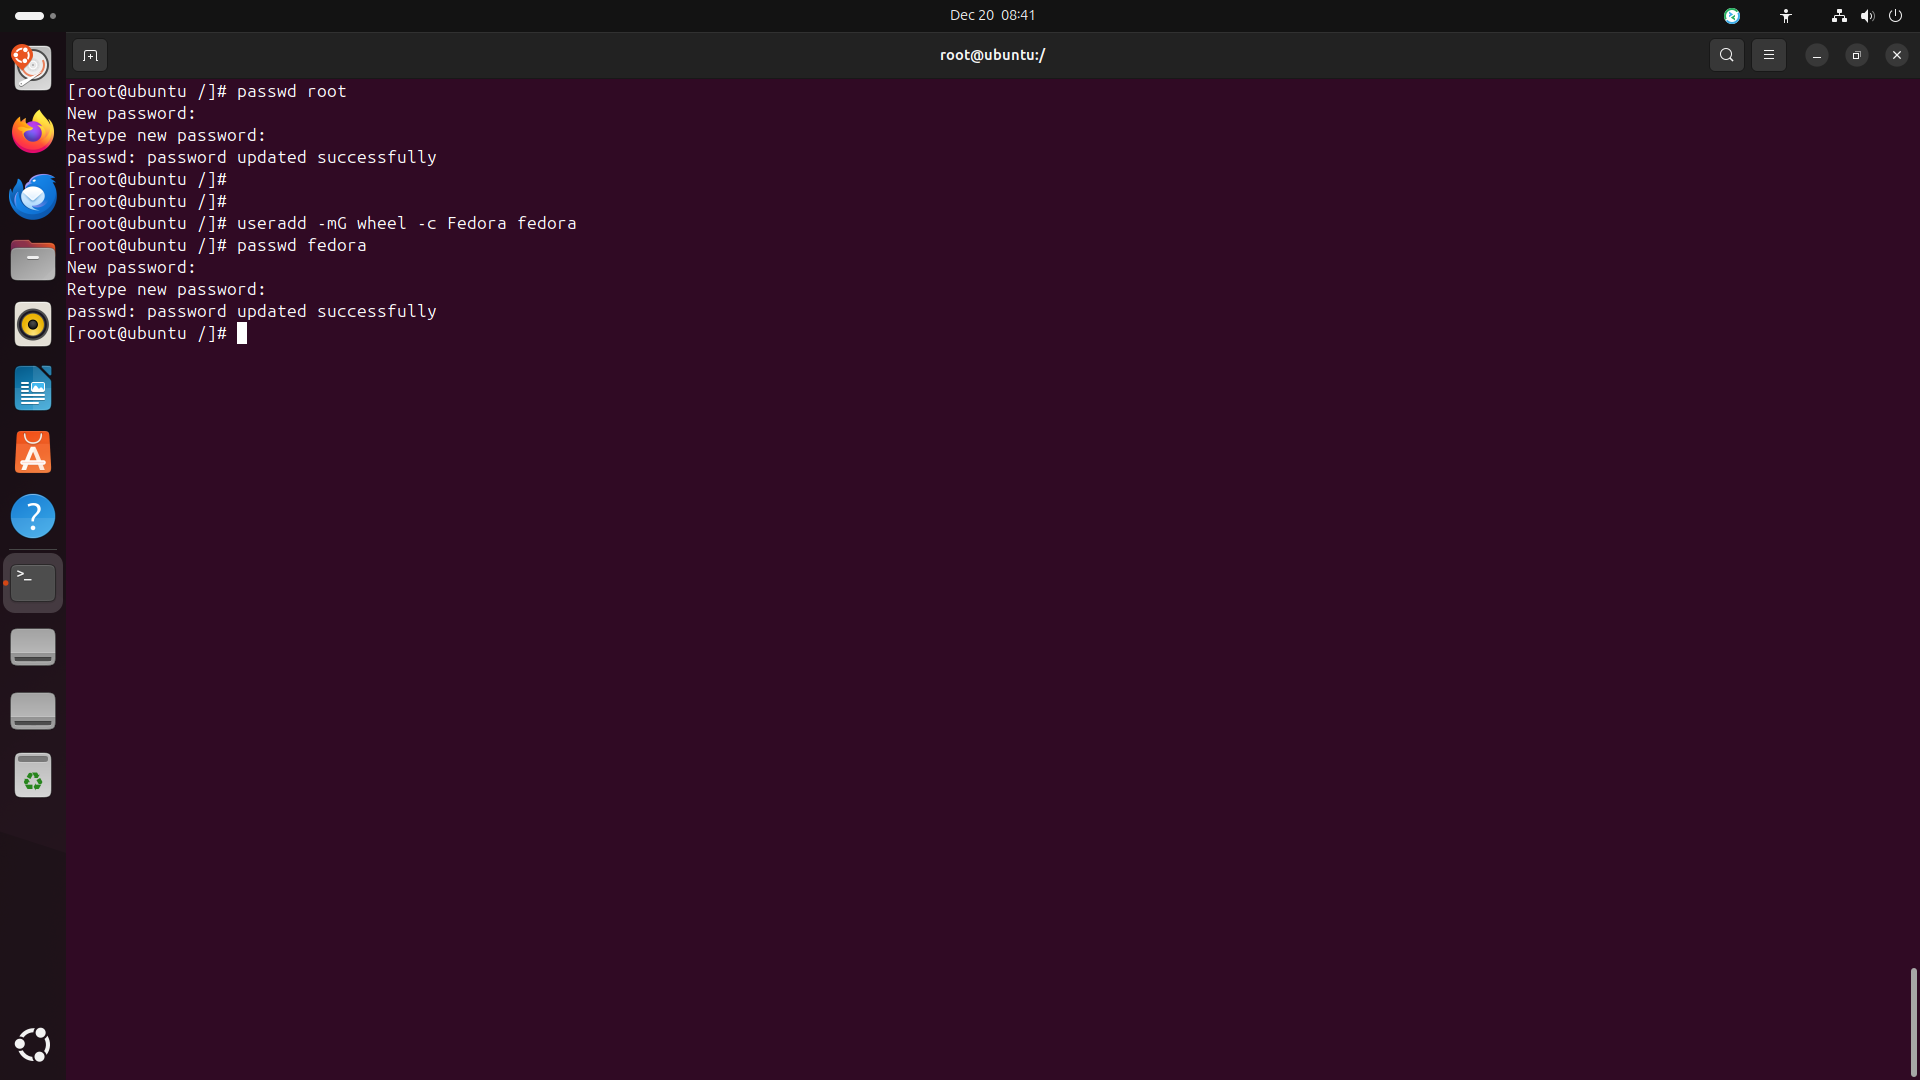 Dec 20 08:41
root@ubuntu:/
[root@ubuntu /]# passwd root
New password:
Retype new password:
passwd: password updated successfully
[root@ubuntu /]#
[root@ubuntu /]#
[root@ubuntu /]# useradd -mG wheel -c Fedora fedora
[root@ubuntu /]# passwd fedora
New password:
Retype new password:
passwd: password updated successfully
[root@ubuntu /]#